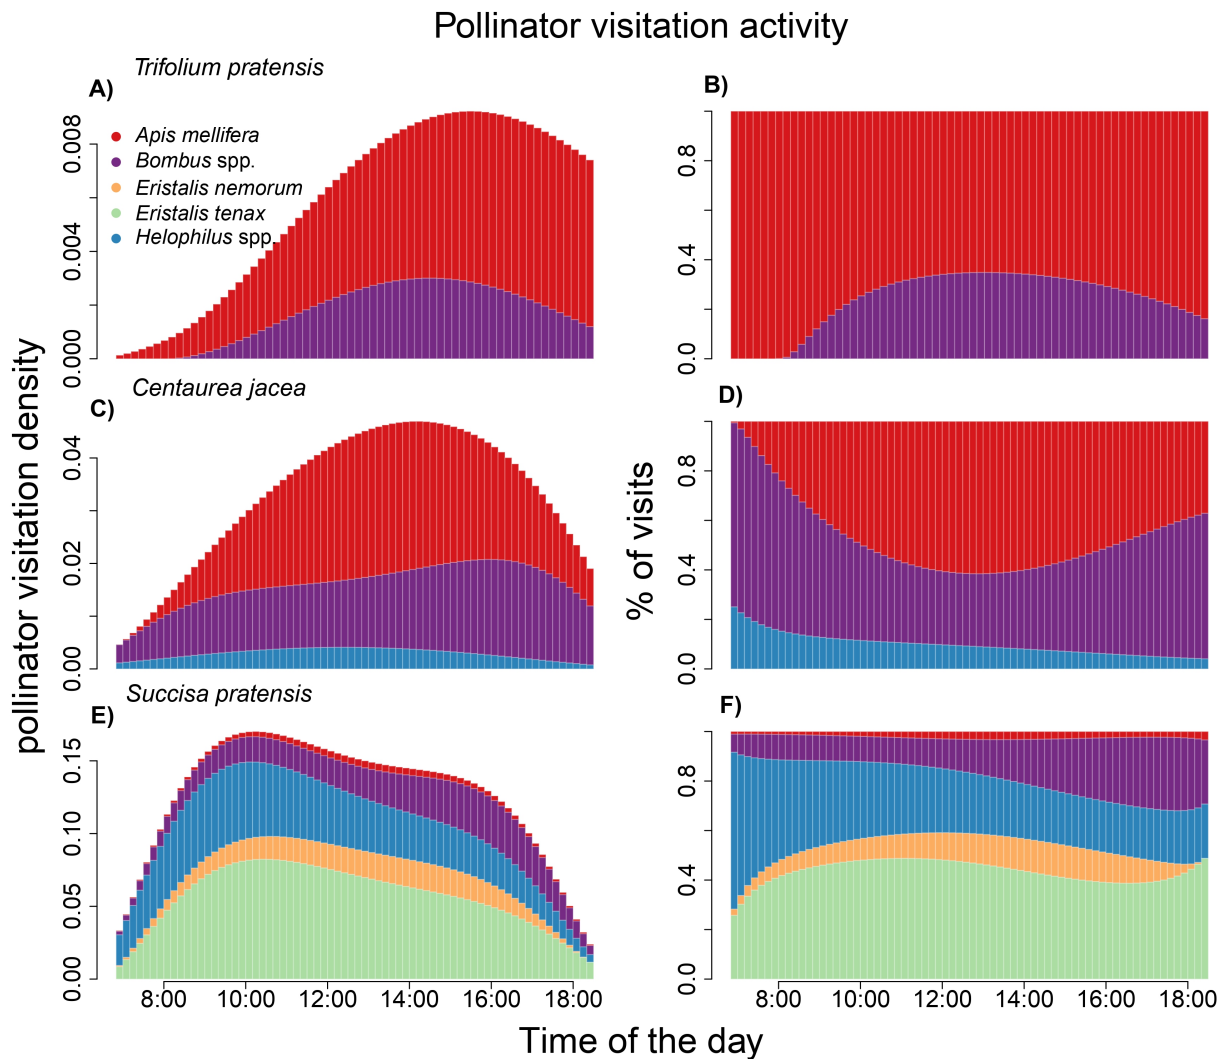 Pollinator visitation activity
Trifolium pratensis
A)
B)
Apis mellifera
Bombus spp.
Eristalis nemorum
Eristalis tenax
Helophilus spp.
0.008
0.004
0.000
0.8
0.4
0.0
Centaurea jacea
C)
D)
0.04
0.02
0.00
0.8
0.4
0.0
pollinator visitation density
% of visits
Succisa pratensis
E)
F)
0.15
0.10
0.05
0.00
0.8
0.4
0.0
8:00 10:00 12:00 14:00 16:00 18:00
8:00 10:00 12:00 14:00 16:00 18:00
Time of the day